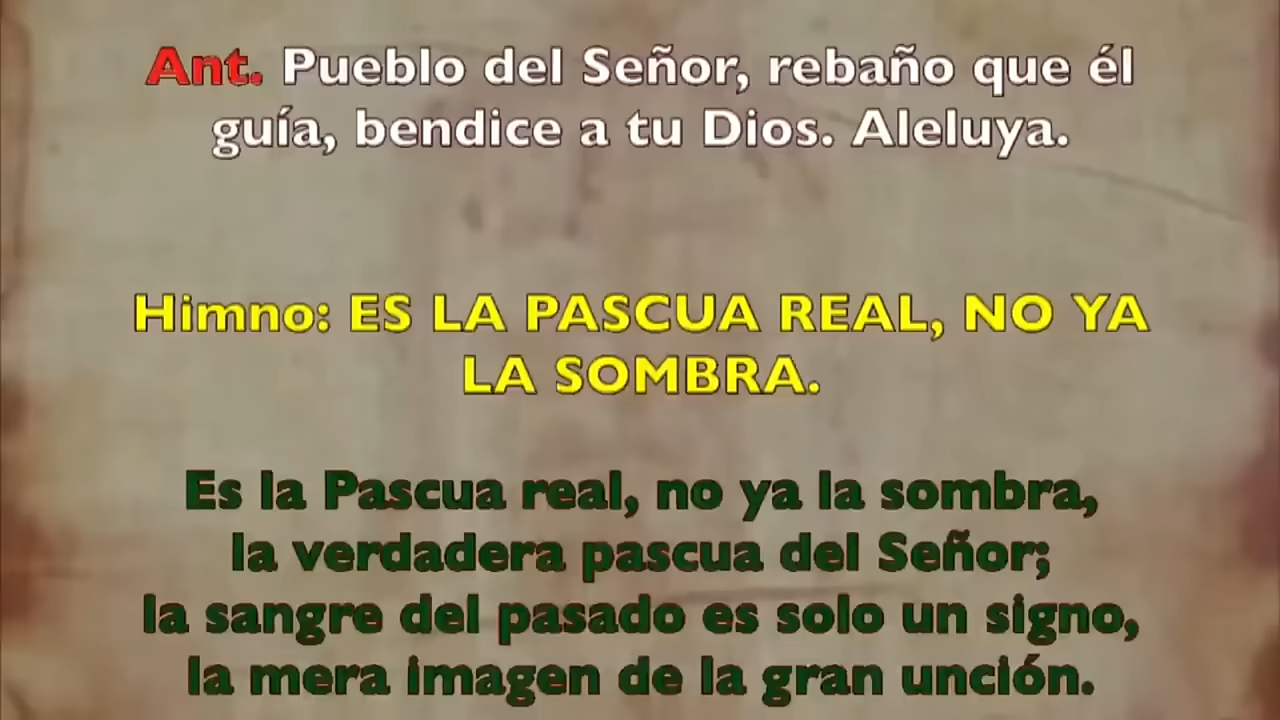 Ant. Pueblo del Señor, rebaño que él
guía, bendice a tu Dios. Aleluya.
Himno: ES LA PASCUA REAL, NO YA
LA SOMBRA.
Es la Pascua real, no ya la sombra,
la verdadera pascua del Señor;
la sangre del pasado es solo un signo,
la mera imagen de la gran unción.